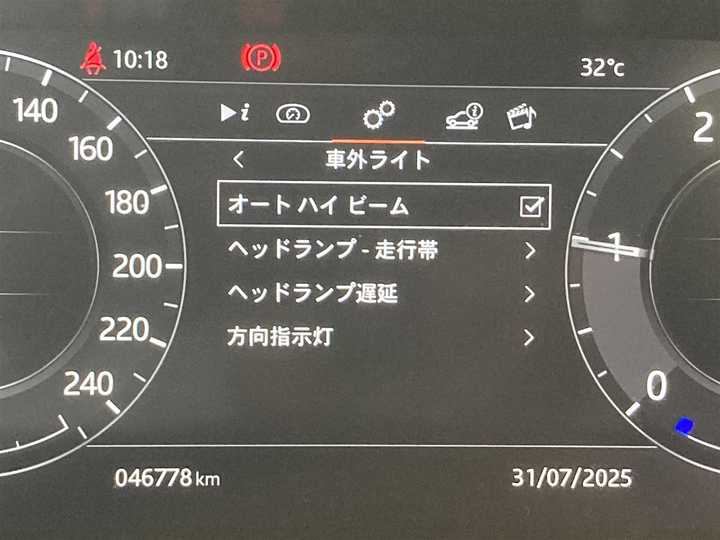 10:18
P
32°c
i
i
車外ライト
オート ハイ ビーム
ヘッドランプ - 走行帯
ヘッドランプ遅延
方向指示灯
140
160
180
200
220
240
2
1
0
046778 km
31/07/2025